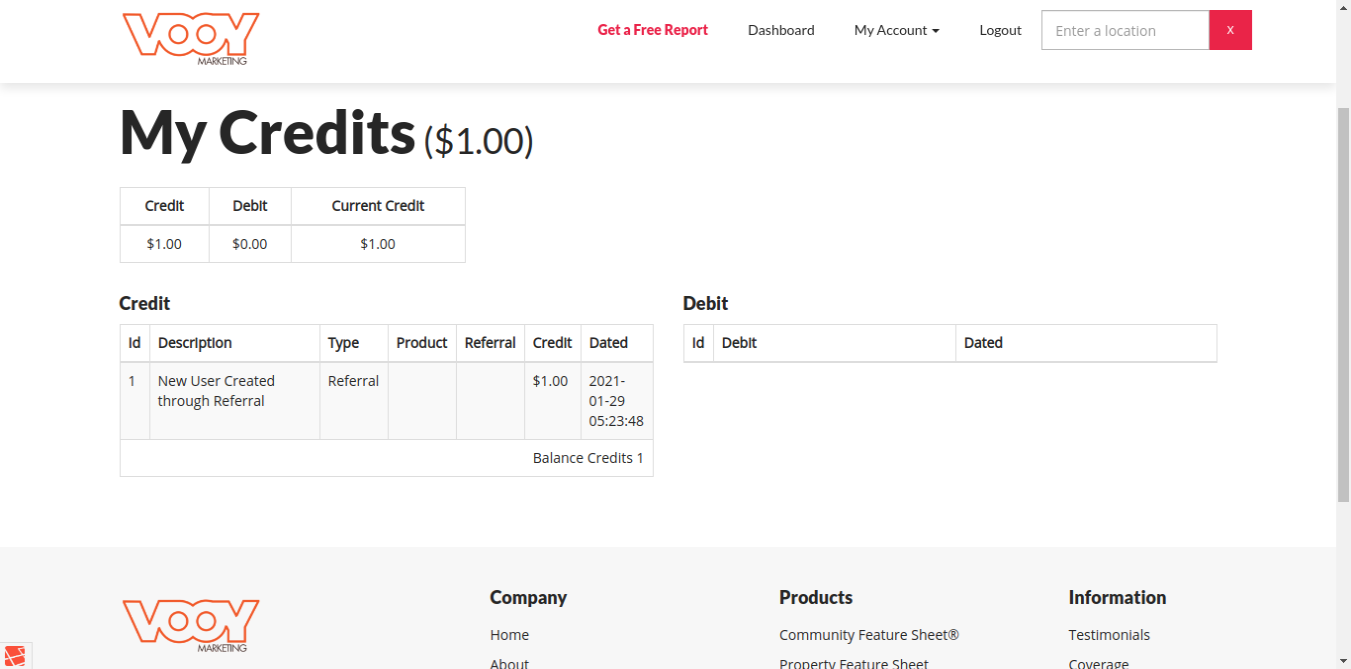 VOOY
MARKETING
Get a Free Report Dashboard My Account Logout Enter a location X
My Credits ($1.00)
Credit Debit Current Credit
$1.00 $0.00 $1.00
Credit
Id Description Type Product Referral Credit Dated
1 New User Created through Referral Referral $1.00 2021-01-29 05:23:48
Balance Credits 1
Debit
Id Debit Dated
VOOY
MARKETING
Company
Home
About
Products
Community Feature Sheet®
Property Feature Sheet
Information
Testimonials
Coverage